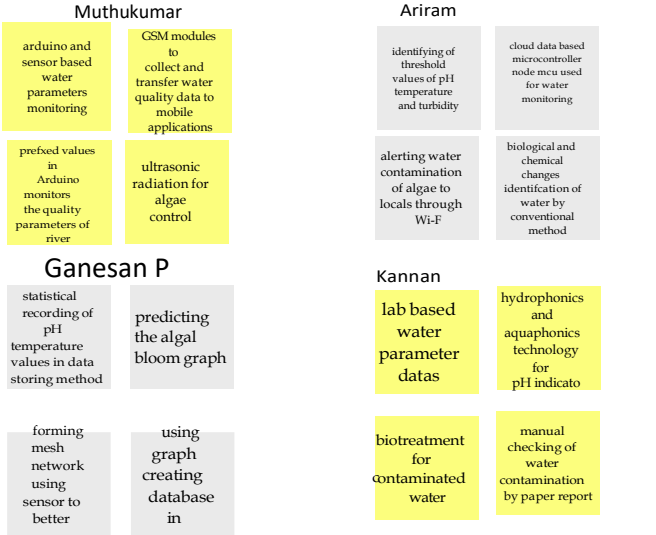 Muthukumar
arduino and
sensor based
water
parameters
monitoring
GSM modules
to
collect and
transfer water
quality data to
mobile
applications
prefxed values
in
Arduino
monitors
the quality
parameters of
river
ultrasonic
radiation for
algae
control
Ariram
identifying of
threshold
values of pH
temperature
and turbidity
cloud data based
microcontroller
node mcu used
for water
monitoring
alerting water
contamination
of algae to
locals through
Wi-F
biological and
chemical
changes
identifcation of
water by
conventional
method
Ganesan P
statistical
recording of
pH
temperature
values in data
storing method
predicting
the algal
bloom graph
forming
mesh
network
using
sensor to
better
using
graph
creating
database
in
Kannan
lab based
water
parameter
datas
hydrophonics
and
aquaphonics
technology
for
pH indicato
biotreatment
for
contaminated
water
manual
checking of
water
contamination
by paper report